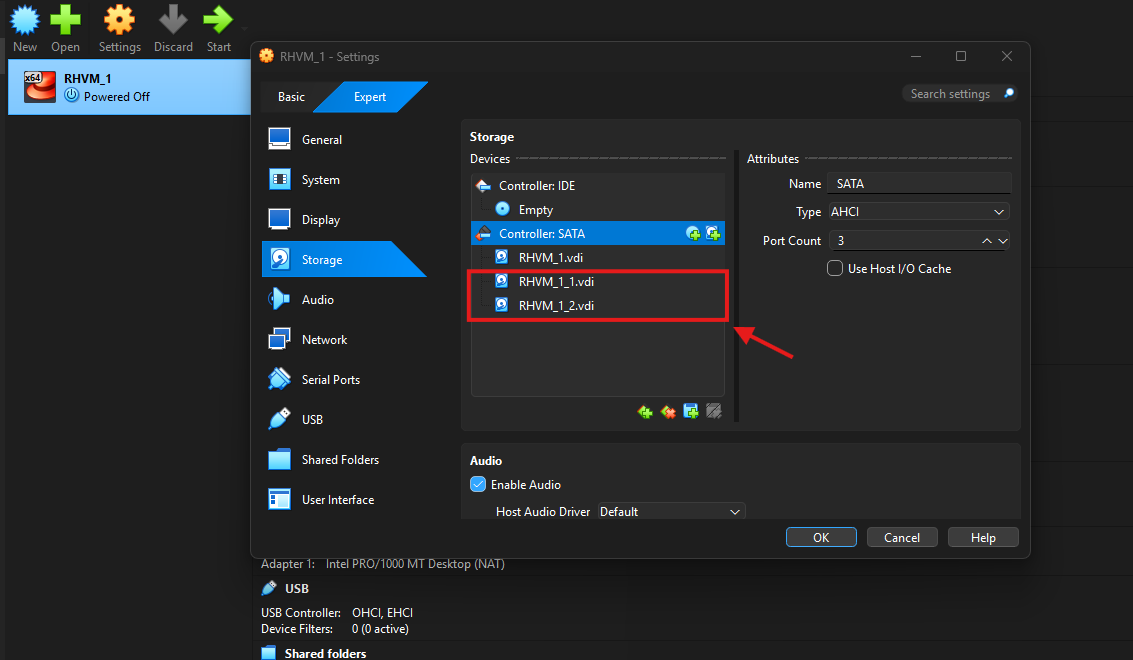 New Open Settings Discard Start
RHVM_1 - Settings
x64
RHVM_1
Powered Off
Basic Expert
Search settings
General
System
Display
Storage
Audio
Network
Serial Ports
USB
Shared Folders
User Interface
Storage
Devices
Controller: IDE
Empty
Controller: SATA
RHVM_1.vdi
RHVM_1_1.vdi
RHVM_1_2.vdi
Attributes
Name SATA
Type AHCI
Port Count 3
Use Host I/O Cache
Audio
Enable Audio
Host Audio Driver Default
OK Cancel Help
Adapter 1: Intel PRO/1000 MT Desktop (NAT)
USB
USB Controller: OHCI, EHCI
Device Filters: 0 (0 active)
Shared folders